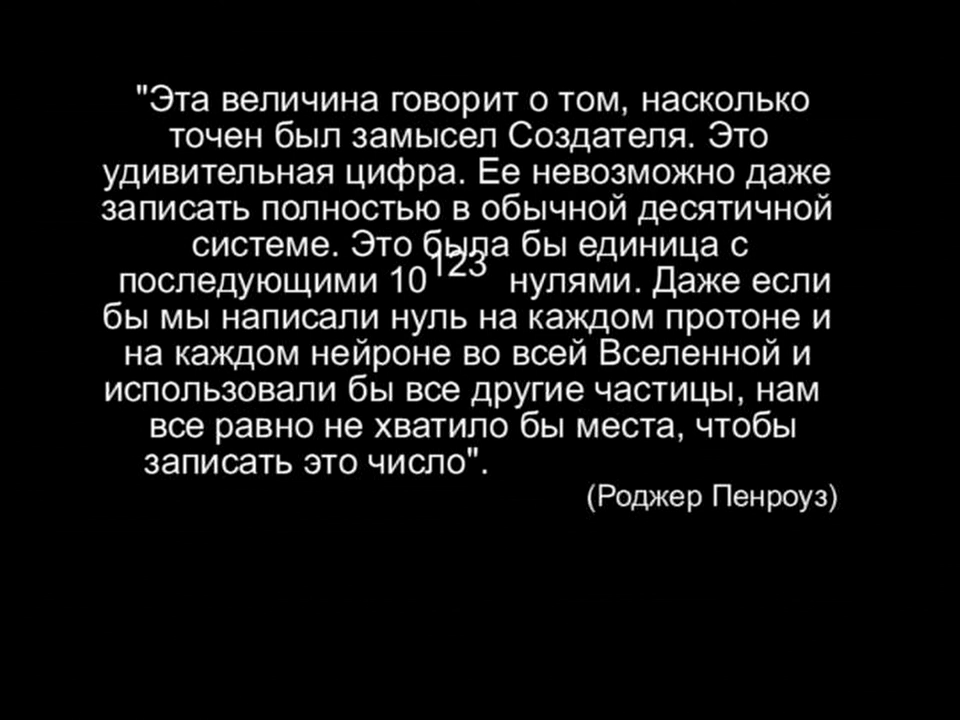 "Эта величина говорит о том, насколько
точен был замысел Создателя. Это
удивительная цифра. Ее невозможно даже
записать полностью в обычной десятичной
системе. Это была бы единица с
последующими 10¹²³ нулями. Даже если
бы мы написали нуль на каждом протоне и
на каждом нейроне во всей Вселенной и
использовали бы все другие частицы, нам
все равно не хватило бы места, чтобы
записать это число".
(Роджер Пенроуз)